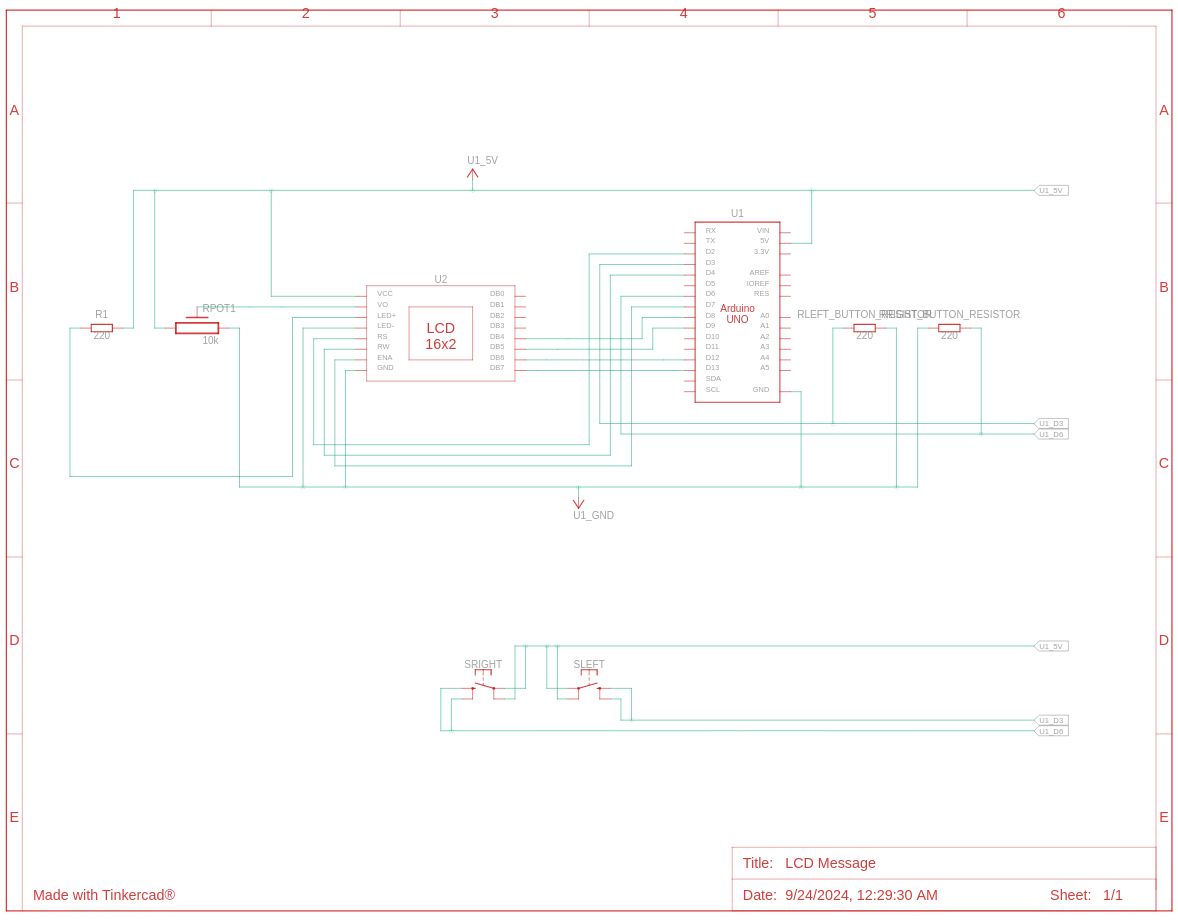 1 2 3 4 5 6
A A
U1_5V
U1_5V
B B
U1
RX VIN
TX 5V
D2 3.3V
D3
D4 AREF
D5 IOREF
D6 RES
D7
D8 A0
D9 A1
D10 A2
D11 A3
D12 A4
D13 A5
SDA
SCL GND
Arduino
UNO
U2
VCC DB0
VO DB1
LED+ DB2
LED- DB3
RS DB4
RW DB5
ENA DB6
GND DB7
LCD
16x2
R1
220
RPOT1
10k
RLEFT_BUTTON_RESISTOR
220
RRIGHT_BUTTON_RESISTOR
220
U1_D3
U1_D6
C C
U1_GND
D D
U1_5V
SRIGHT SLEFT
U1_D3
U1_D6
E E
Title: LCD Message
Made with Tinkercad®
Date: 9/24/2024, 12:29:30 AM Sheet: 1/1